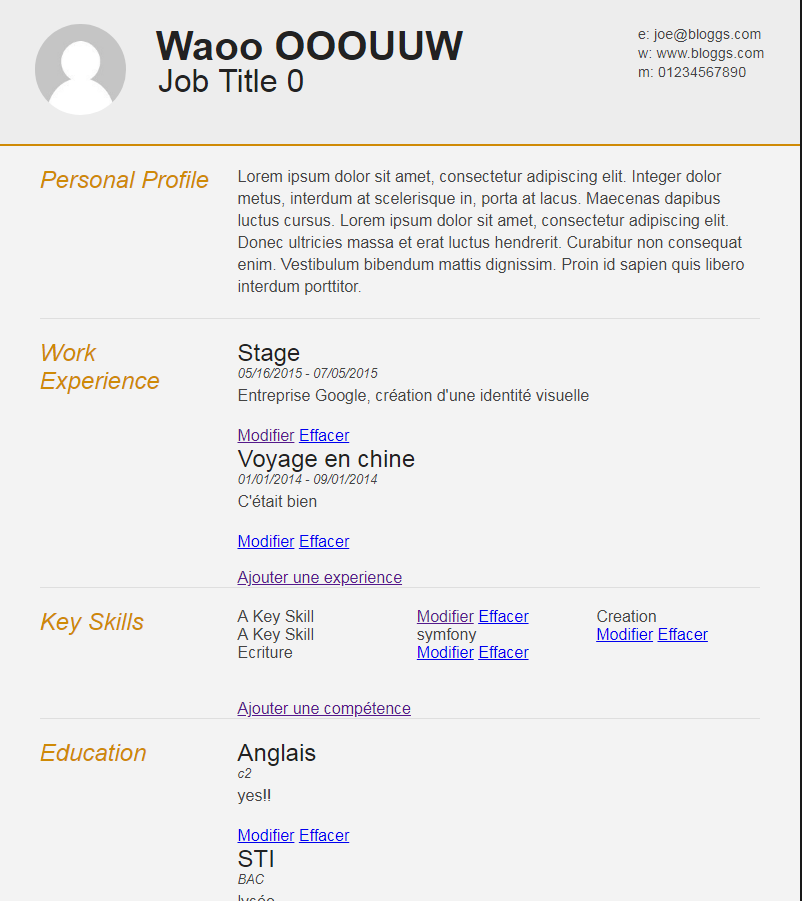 Waoo OOOUUW
Job Title 0
e: joe@bloggs.com
w: www.bloggs.com
m: 01234567890
Personal Profile
Lorem ipsum dolor sit amet, consectetur adipiscing elit. Integer dolor
metus, interdum at scelerisque in, porta at lacus. Maecenas dapibus
luctus cursus. Lorem ipsum dolor sit amet, consectetur adipiscing elit.
Donec ultricies massa et erat luctus hendrerit. Curabitur non consequat
enim. Vestibulum bibendum mattis dignissim. Proin id sapien quis libero
interdum porttitor.
Work
Experience
Stage
05/16/2015 - 07/05/2015
Entreprise Google, création d'une identité visuelle
Modifier Effacer
Voyage en chine
01/01/2014 - 09/01/2014
C'était bien
Modifier Effacer
Ajouter une experience
Key Skills
A Key Skill
A Key Skill
Ecriture
Modifier Effacer
symfony
Modifier Effacer
Creation
Modifier Effacer
Ajouter une compétence
Education
Anglais
c2
yes!!
Modifier Effacer
STI
BAC
lycée